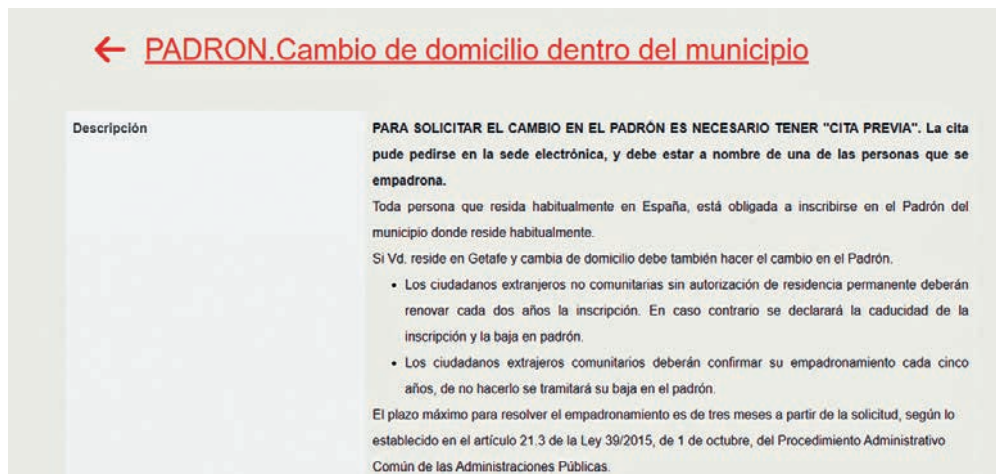 ← PADRON.Cambio de domicilio dentro del municipio
Descripción
PARA SOLICITAR EL CAMBIO EN EL PADRÓN ES NECESARIO TENER "CITA PREVIA". La cita
pude pedirse en la sede electrónica, y debe estar a nombre de una de las personas que se
empadrona.
Toda persona que resida habitualmente en España, está obligada a inscribirse en el Padrón del
municipio donde reside habitualmente.
Si Vd. reside en Getafe y cambia de domicilio debe también hacer el cambio en el Padrón.
• Los ciudadanos extranjeros no comunitarias sin autorización de residencia permanente deberán
renovar cada dos años la inscripción. En caso contrario se declarará la caducidad de la
inscripción y la baja en padrón.
• Los ciudadanos extrajeros comunitarios deberán confirmar su empadronamiento cada cinco
años, de no hacerlo se tramitará su baja en el padrón.
El plazo máximo para resolver el empadronamiento es de tres meses a partir de la solicitud, según lo
establecido en el artículo 21.3 de la Ley 39/2015, de 1 de octubre, del Procedimiento Administrativo
Común de las Administraciones Públicas.